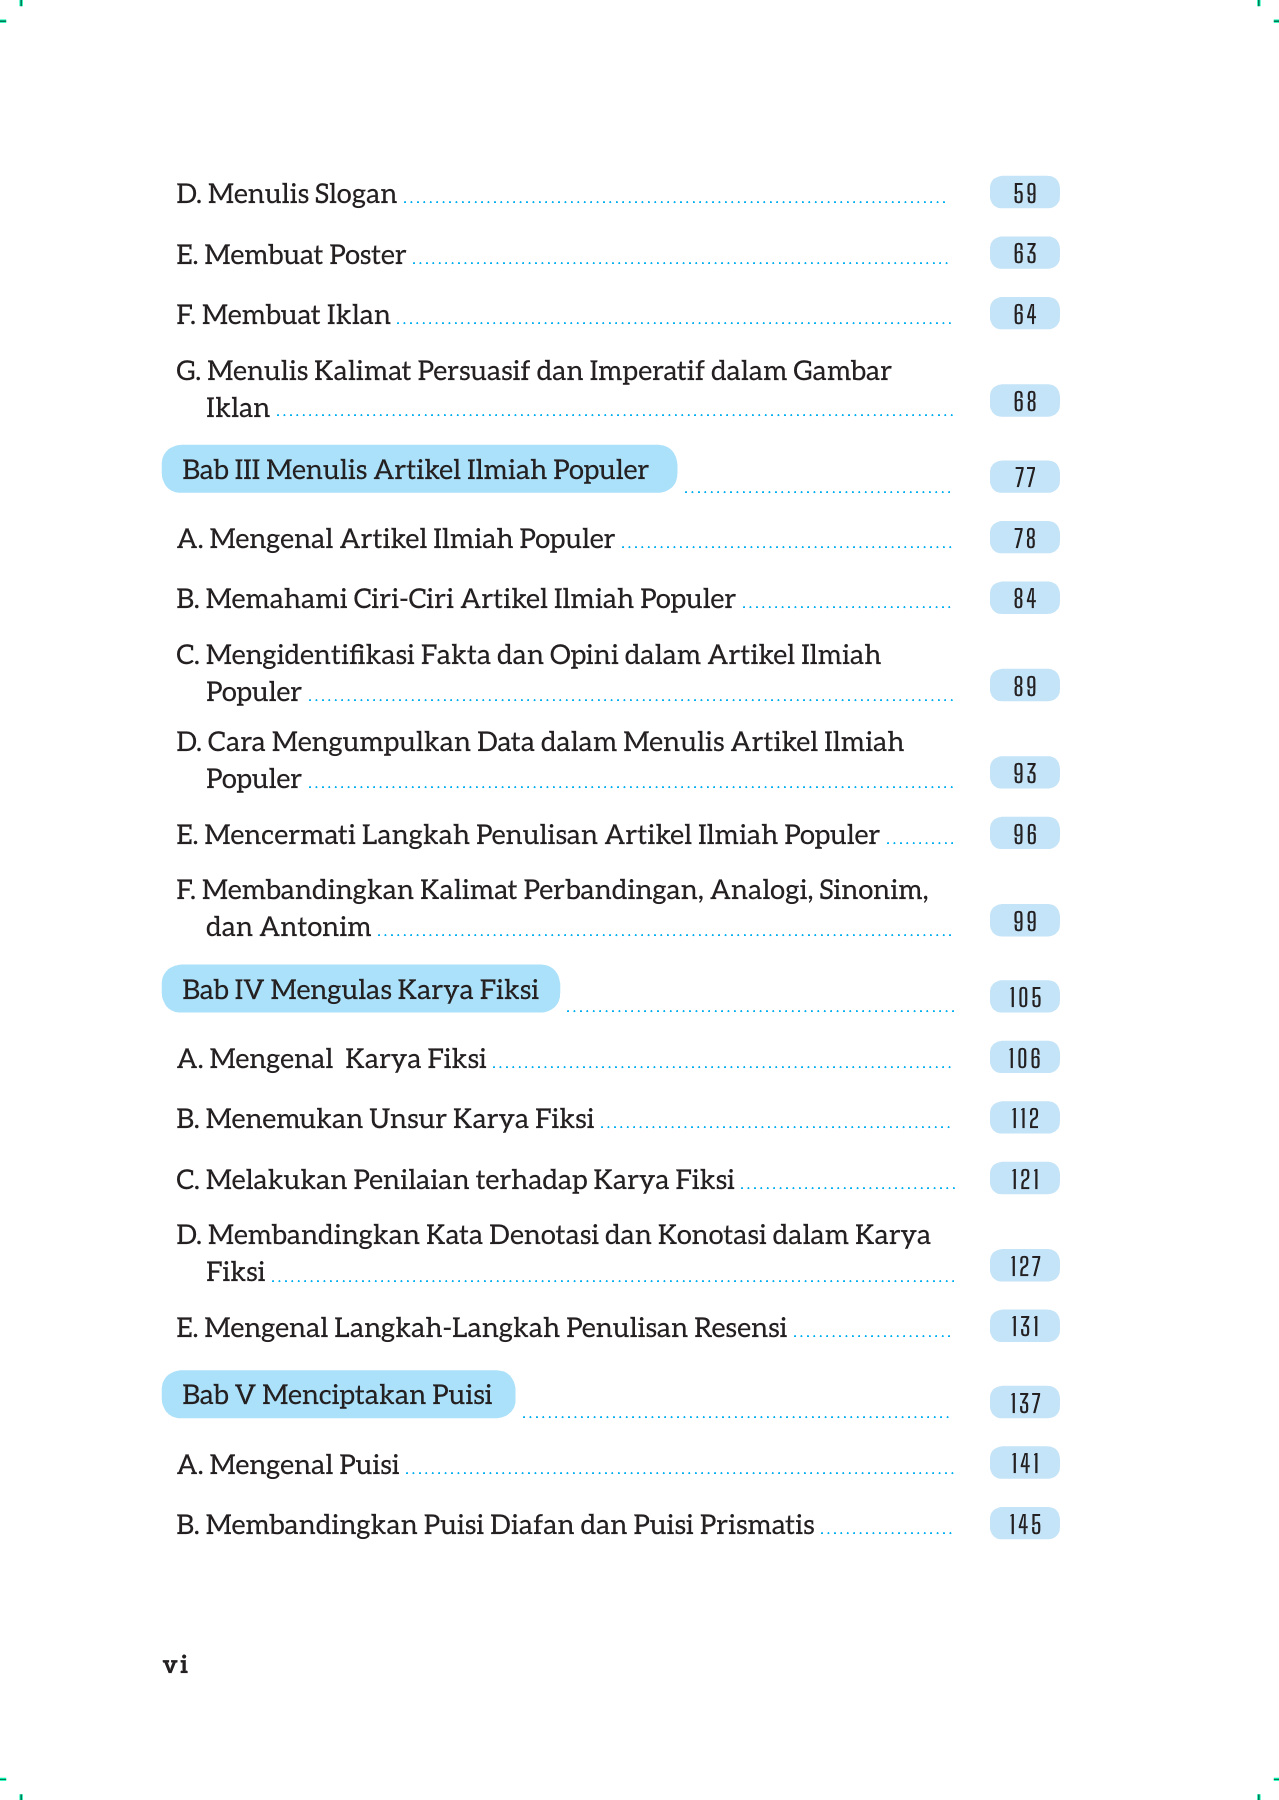 D. Menulis Slogan ........ 59
E. Membuat Poster ........ 63
F. Membuat Iklan ........ 64
G. Menulis Kalimat Persuasif dan Imperatif dalam Gambar
Iklan ........ 68
Bab III Menulis Artikel Ilmiah Populer ........ 77
A. Mengenal Artikel Ilmiah Populer ........ 78
B. Memahami Ciri-Ciri Artikel Ilmiah Populer ........ 84
C. Mengidentifikasi Fakta dan Opini dalam Artikel Ilmiah
Populer ........ 89
D. Cara Mengumpulkan Data dalam Menulis Artikel Ilmiah
Populer ........ 93
E. Mencermati Langkah Penulisan Artikel Ilmiah Populer ........ 96
F. Membandingkan Kalimat Perbandingan, Analogi, Sinonim,
dan Antonim ........ 99
Bab IV Mengulas Karya Fiksi ........ 105
A. Mengenal Karya Fiksi ........ 106
B. Menemukan Unsur Karya Fiksi ........ 112
C. Melakukan Penilaian terhadap Karya Fiksi ........ 121
D. Membandingkan Kata Denotasi dan Konotasi dalam Karya
Fiksi ........ 127
E. Mengenal Langkah-Langkah Penulisan Resensi ........ 131
Bab V Menciptakan Puisi ........ 137
A. Mengenal Puisi ........ 141
B. Membandingkan Puisi Diafan dan Puisi Prismatis ........ 145
vi